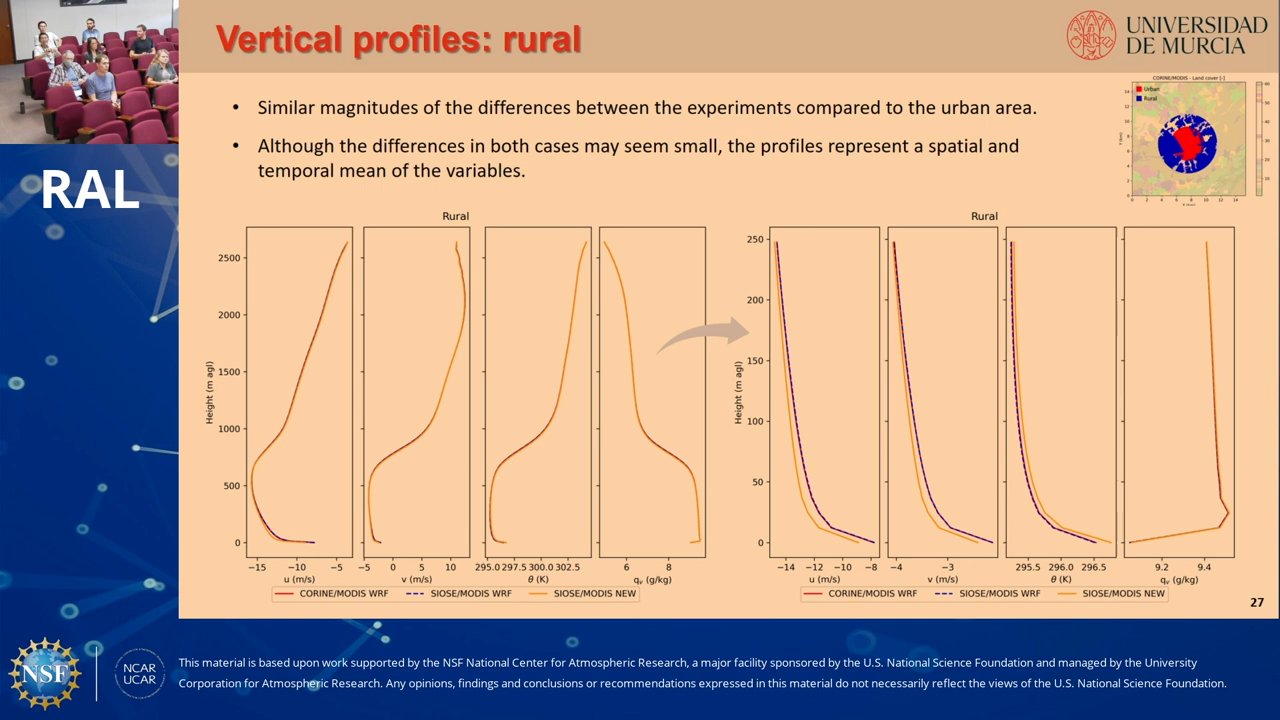 Vertical profiles: rural
UNIVERSIDAD
DE MURCIA
RAL
• Similar magnitudes of the differences between the experiments compared to the urban area.
• Although the differences in both cases may seem small, the profiles represent a spatial and
temporal mean of the variables.
CORINE/MODIS - Land cover [-]
Urban
Rural
Rural
Height (m agl)
2500
2000
1500
1000
500
0
−15 −10 −5
u (m/s)
−5 0 5 10
v (m/s)
295.0 297.5 300.0 302.5
θ (K)
6 8
qv (g/kg)
CORINE/MODIS WRF SIOSE/MODIS WRF SIOSE/MODIS NEW
Rural
Height (m agl)
250
200
150
100
50
0
−14 −12 −10 −8
u (m/s)
−4 −3
v (m/s)
295.5 296.0 296.5
θ (K)
9.2 9.4
qv (g/kg)
CORINE/MODIS WRF SIOSE/MODIS WRF SIOSE/MODIS NEW
27
NSF
NCAR
UCAR
This material is based upon work supported by the NSF National Center for Atmospheric Research, a major facility sponsored by the U.S. National Science Foundation and managed by the University
Corporation for Atmospheric Research. Any opinions, findings and conclusions or recommendations expressed in this material do not necessarily reflect the views of the U.S. National Science Foundation.